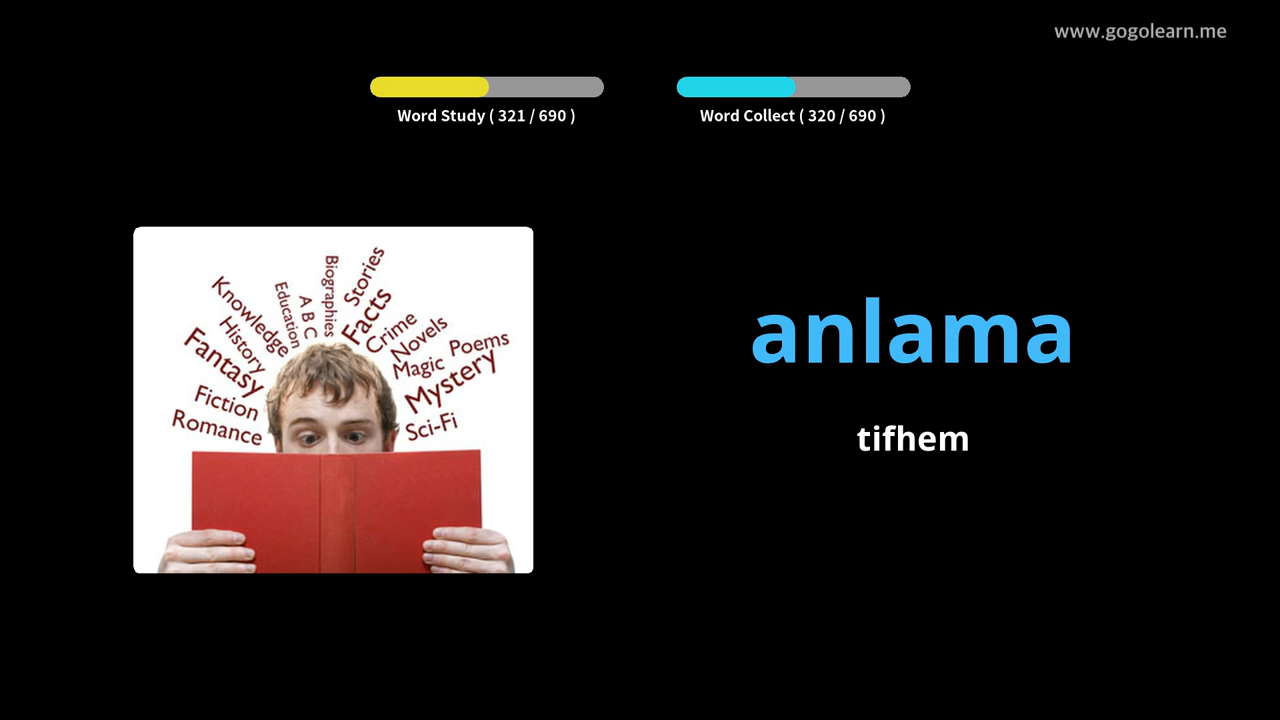 www.gogolearn.me
Word Study ( 321 / 690 )
Word Collect ( 320 / 690 )
anlama
tifhem
Stories
Biographies
Education
A B C
Facts
Knowledge
History
Crime
Novels
Poems
Fantasy
Magic
Mystery
Fiction
Romance
Sci-Fi